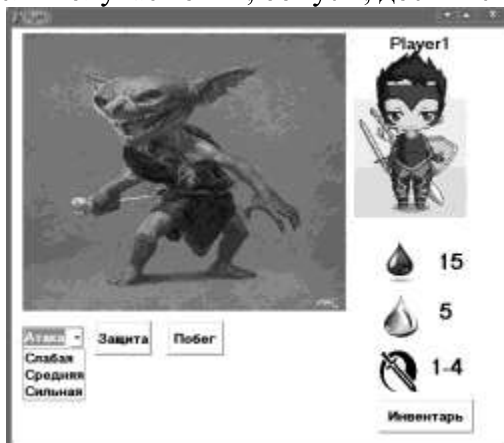 Player1
15
5
1-4
Атака
Защита
Побег
Слабая
Средняя
Сильная
Инвентарь